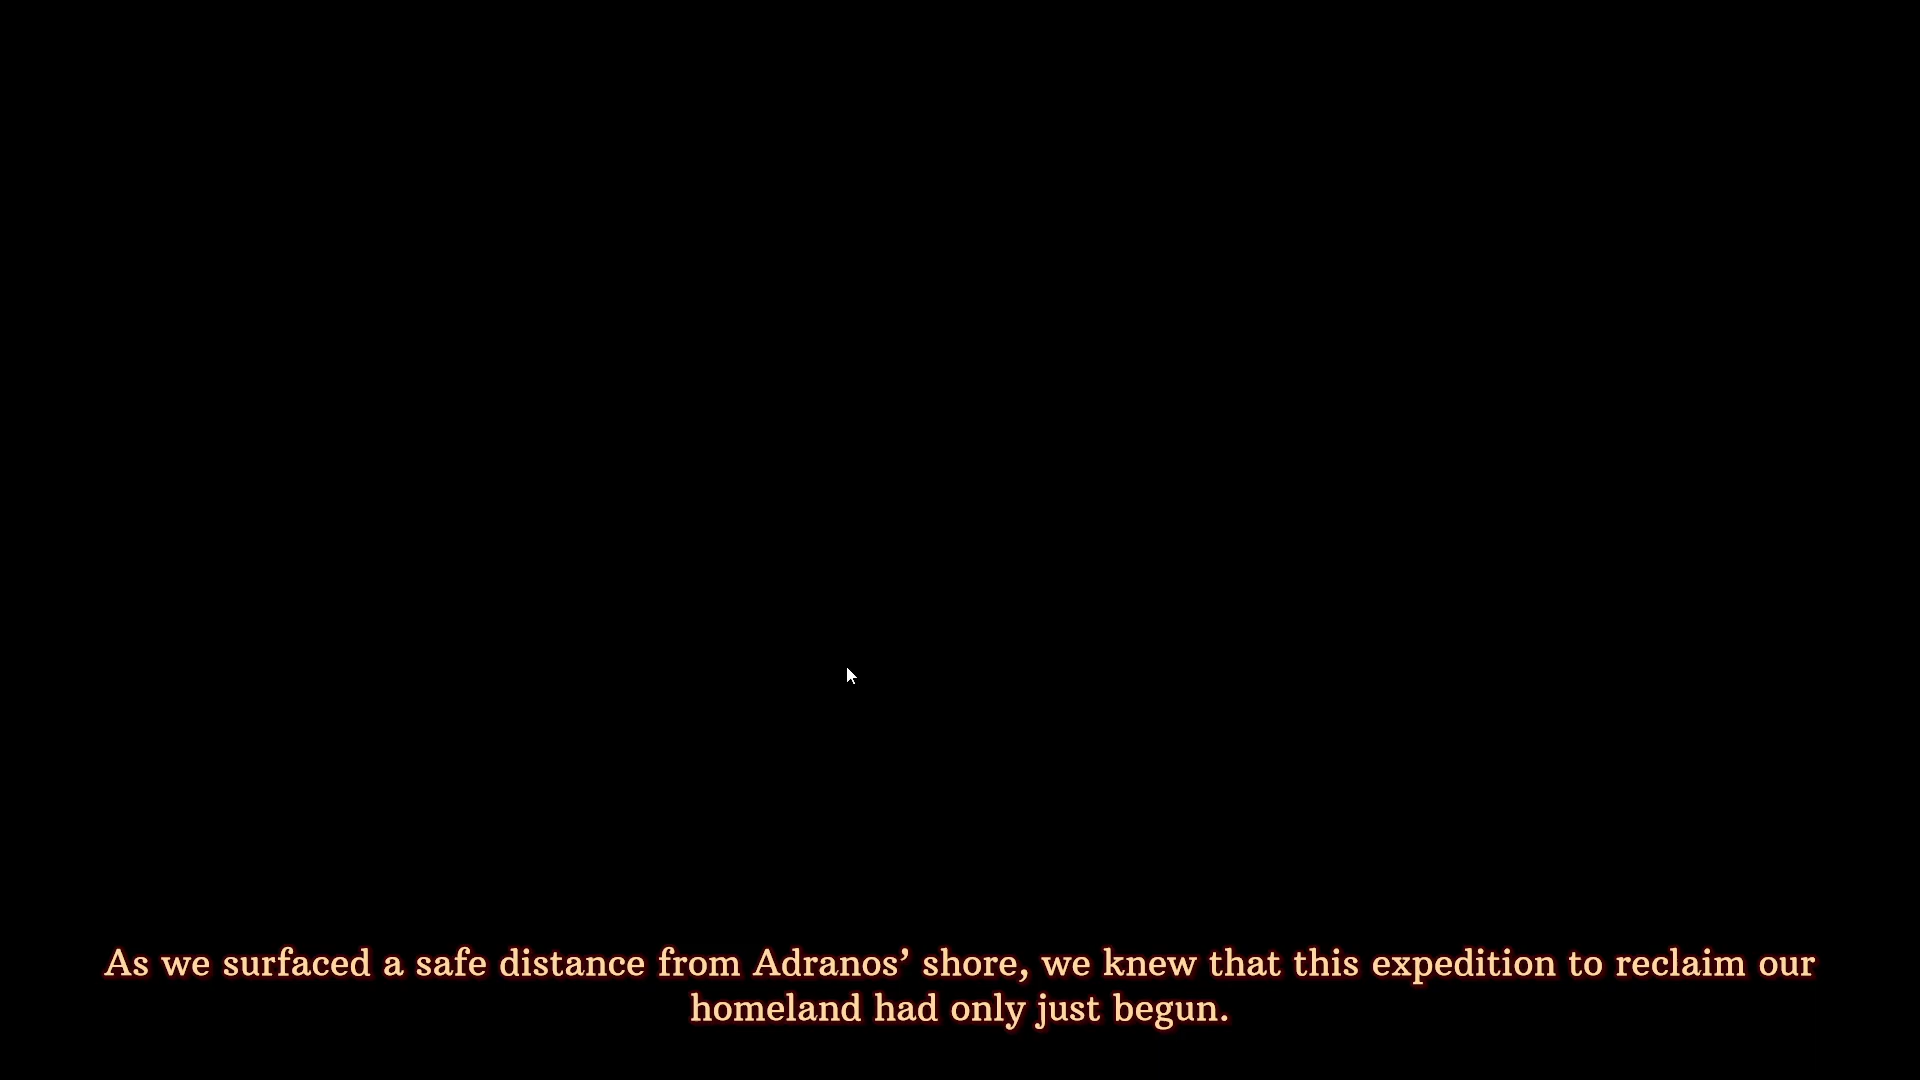 As we surfaced a safe distance from Adranos’ shore, we knew that this expedition to reclaim our
homeland had only just begun.